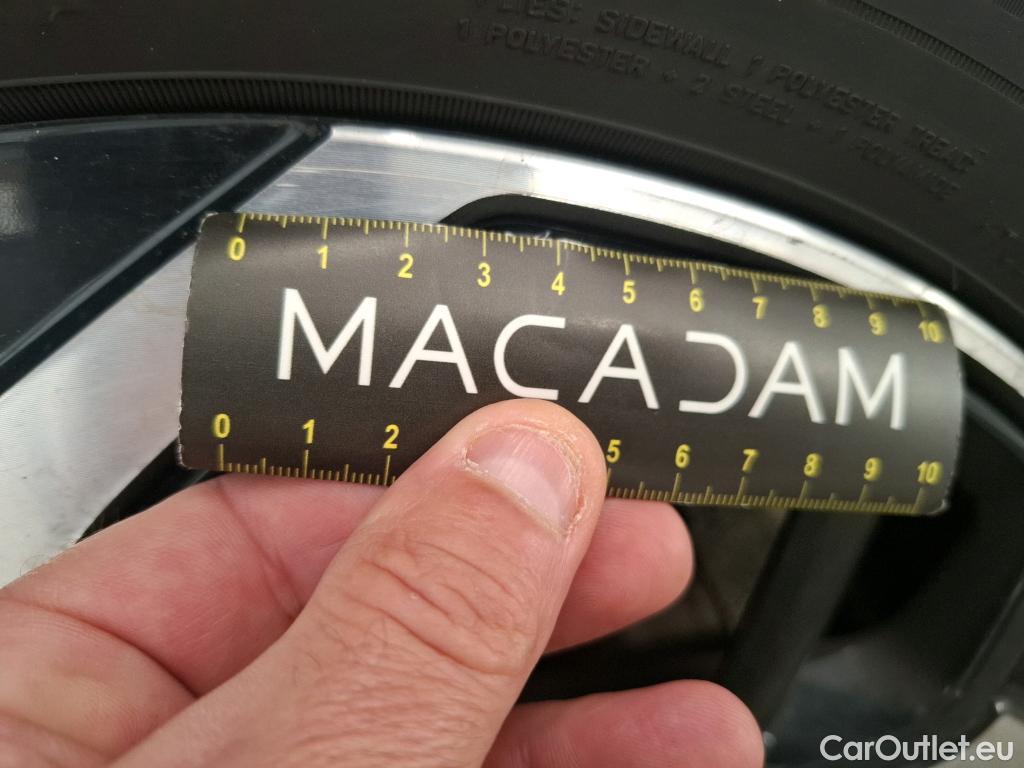 PLIES: SIDEWALL 1 POLYESTER TREAD
1 POLYESTER + 2 STEEL + 1 POLYAMIDE
0 1 2 3 4 5 6 7 8 9 10
MACADAM
0 1 2 5 6 7 8 9 10
CarOutlet.eu